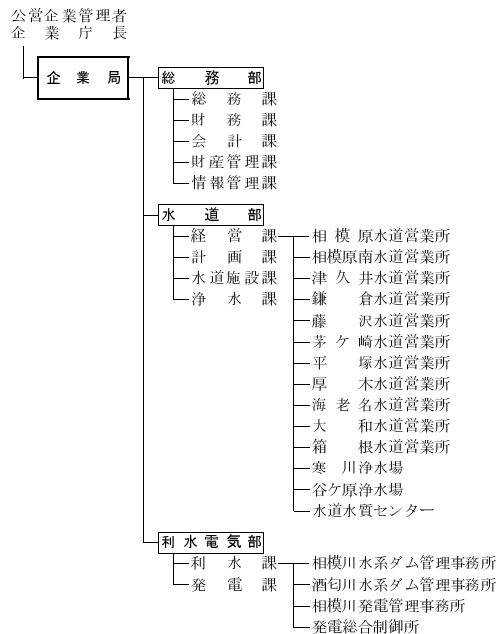 公営企業管理者
企業庁長
企業局
総務部
総務課
財務課
会計課
財産管理課
情報管理課
水道部
経営課
計画課
水道施設課
浄水課
相模原水道営業所
相模原南水道営業所
津久井水道営業所
鎌倉水道営業所
藤沢水道営業所
茅ケ崎水道営業所
平塚水道営業所
厚木水道営業所
海老名水道営業所
大和水道営業所
箱根水道営業所
寒川浄水場
谷ケ原浄水場
水道水質センター
利水電気部
利水課
発電課
相模川水系ダム管理事務所
酒匂川水系ダム管理事務所
相模川発電管理事務所
発電総合制御所